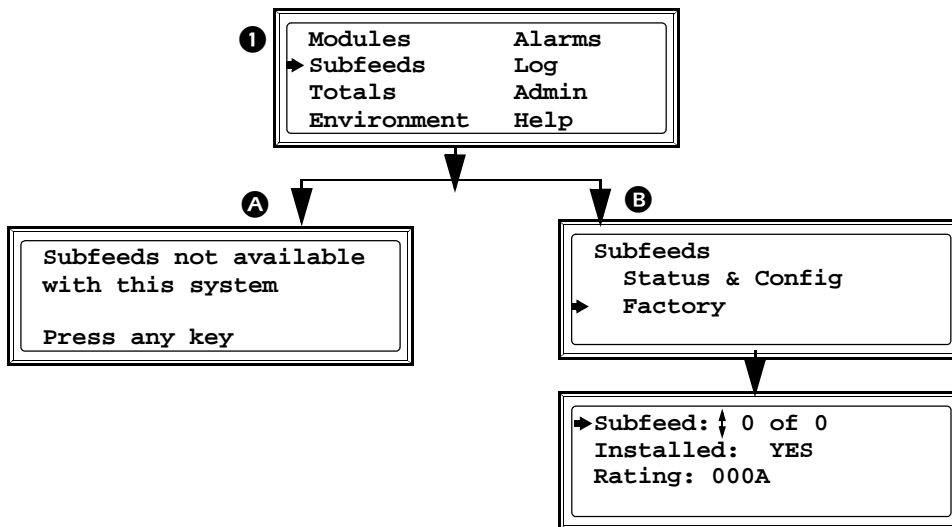 1
Modules Alarms
Subfeeds Log
Totals Admin
Environment Help
A
B
Subfeeds not available
with this system
Press any key
Subfeeds
Status & Config
Factory
Subfeed: 0 of 0
Installed: YES
Rating: 000A